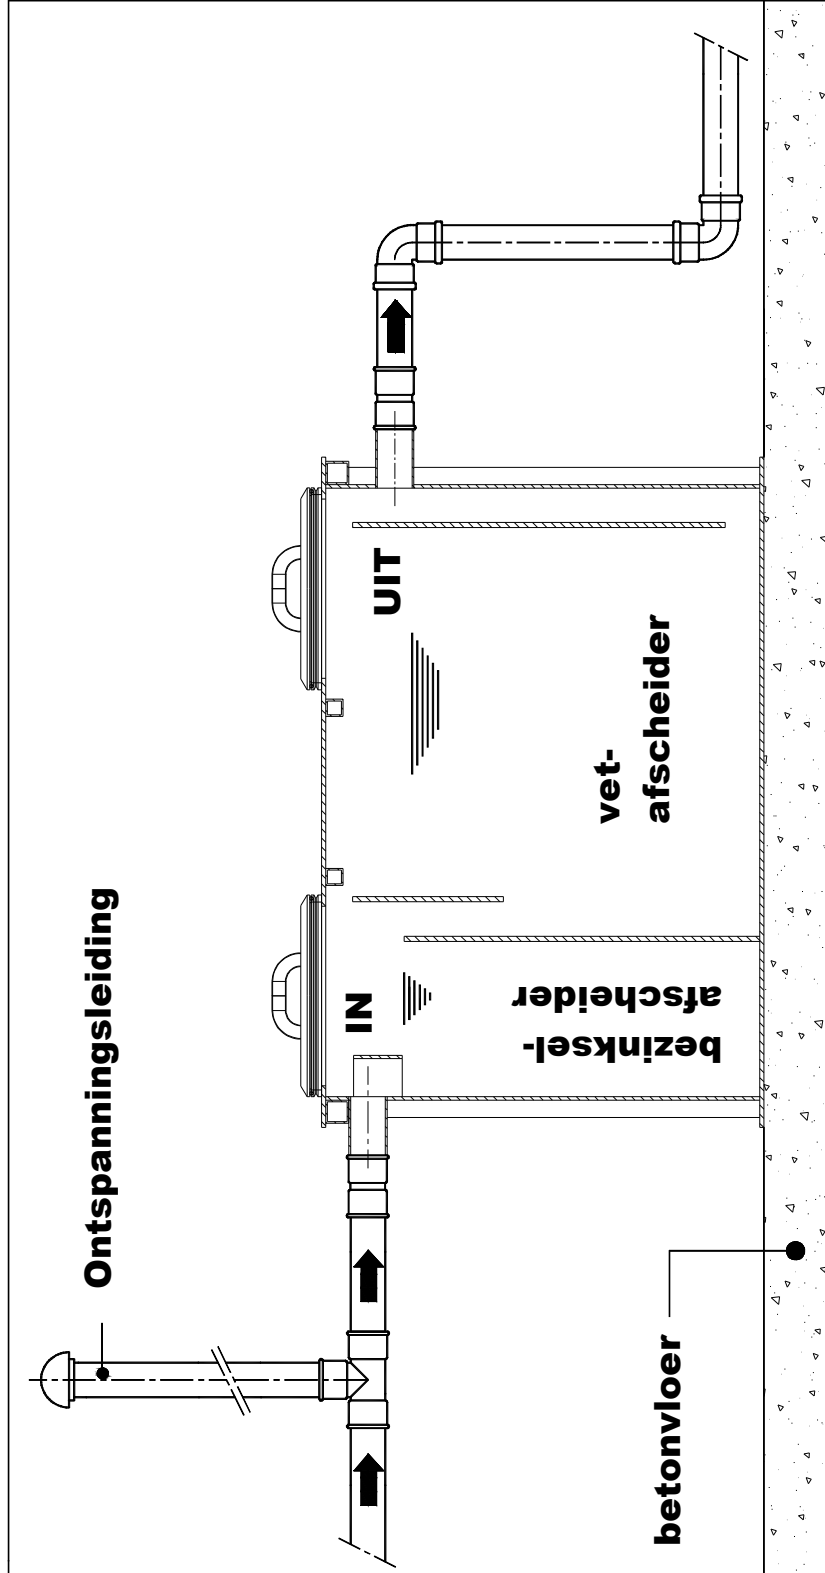 Ontspanningsleiding
IN
UIT
bezinksel-
afscheider
vet-
afscheider
betonvloer